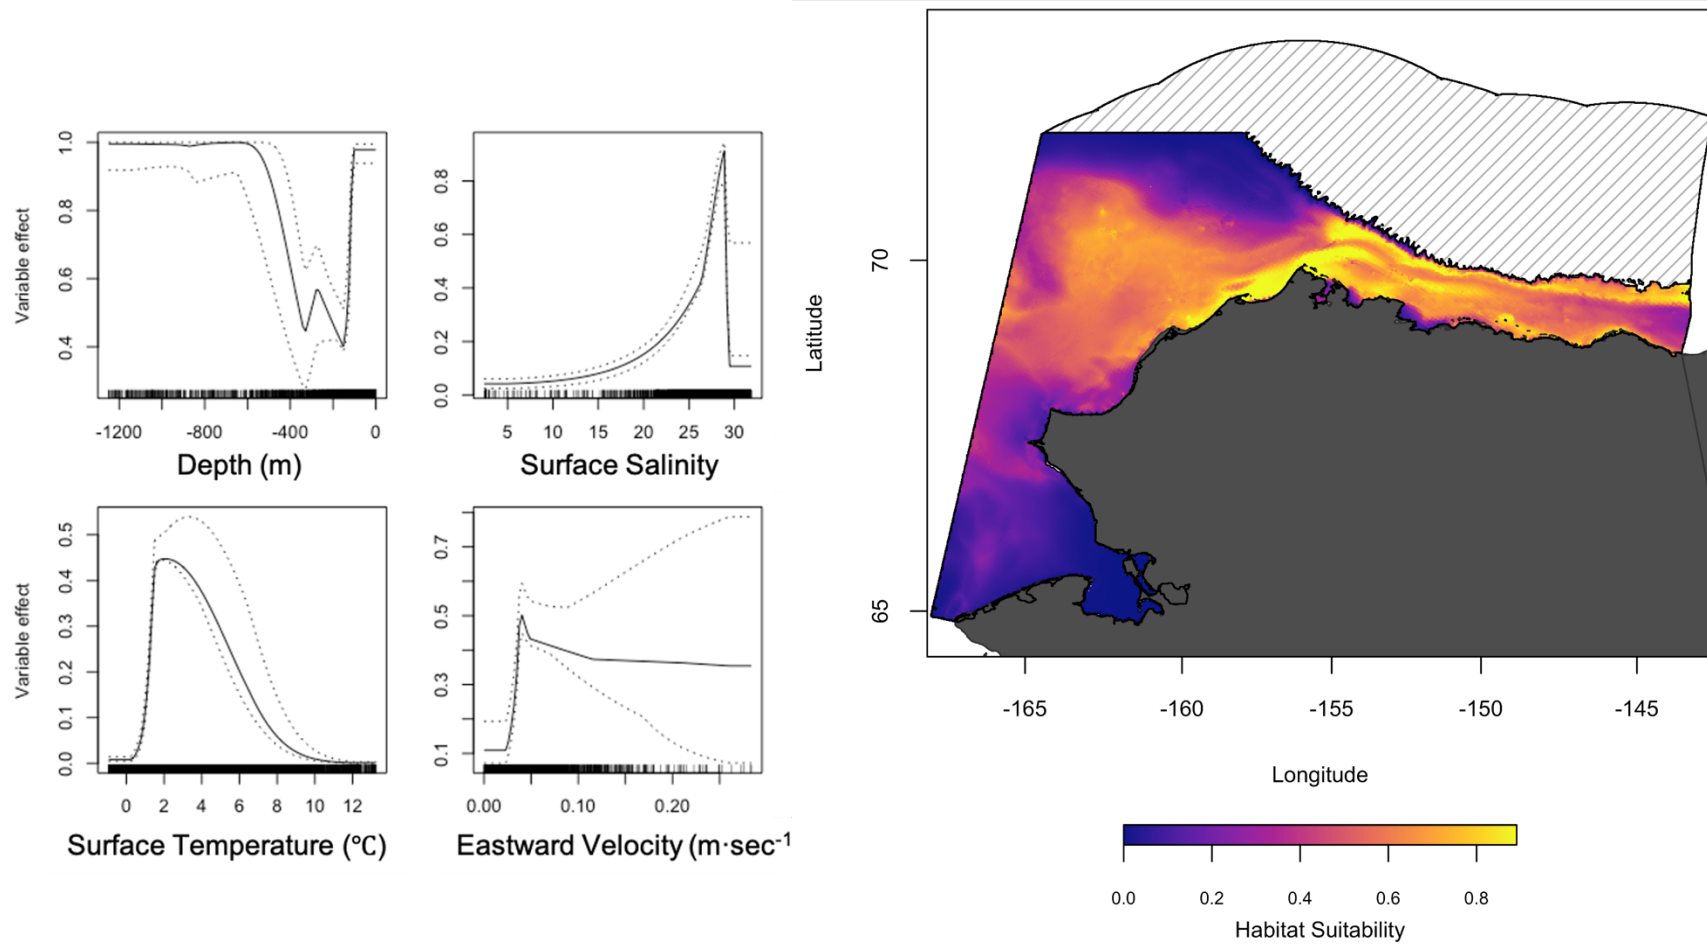 Variable effect
1.0
0.8
0.6
0.4
-1200 -800 -400 0
Depth (m)
0.8
0.6
0.4
0.2
0.0
5 10 15 20 25 30
Surface Salinity
Variable effect
0.5
0.4
0.3
0.2
0.1
0.0
0 2 4 6 8 10 12
Surface Temperature (°C)
0.7
0.5
0.3
0.1
0.00 0.10 0.20
Eastward Velocity (m·sec-1
Latitude
70
65
-165 -160 -155 -150 -145
Longitude
0.0 0.2 0.4 0.6 0.8
Habitat Suitability